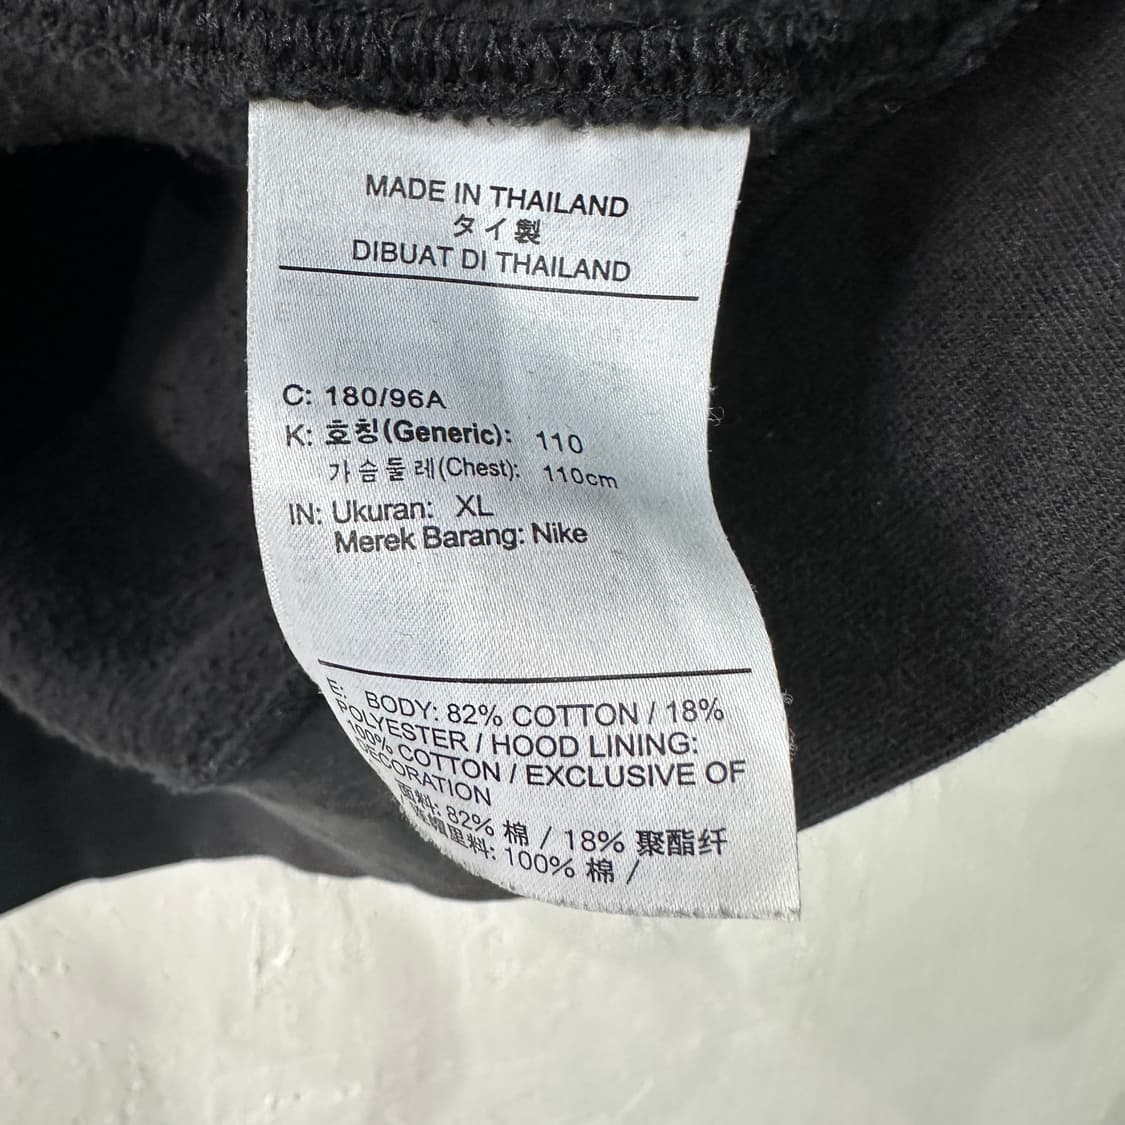 MADE IN THAILAND
タイ製
DIBUAT DI THAILAND
C: 180/96A
K: 호칭(Generic): 110
가슴둘레(Chest): 110cm
IN: Ukuran: XL
Merek Barang: Nike
E: BODY: 82% COTTON / 18%
POLYESTER / HOOD LINING:
100% COTTON / EXCLUSIVE OF
DECORATION
面料: 82% 棉 / 18% 聚酯纤
连帽里料: 100% 棉 /